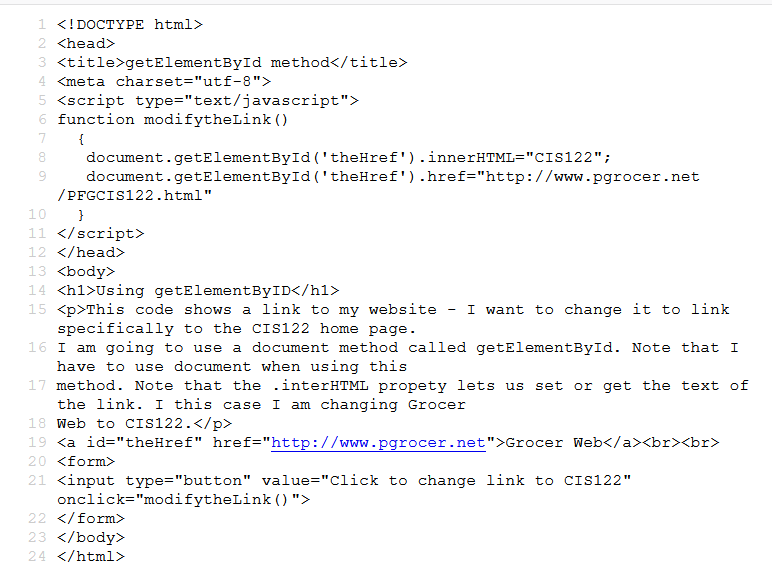 1 <!DOCTYPE html>
2 <head>
3 <title>getElementById method</title>
4 <meta charset="utf-8">
5 <script type="text/javascript">
6 function modifytheLink()
7 {
8 document.getElementById('theHref').innerHTML="CIS122";
9 document.getElementById('theHref').href="http://www.pgrocer.net
/PFGCIS122.html"
10 }
11 </script>
12 </head>
13 <body>
14 <h1>Using getElementByID</h1>
15 <p>This code shows a link to my website - I want to change it to link
specifically to the CIS122 home page.
16 I am going to use a document method called getElementById. Note that I
have to use document when using this
17 method. Note that the .interHTML propety lets us set or get the text of
the link. I this case I am changing Grocer
18 Web to CIS122.</p>
19 <a id="theHref" href="http://www.pgrocer.net">Grocer Web</a><br><br>
20 <form>
21 <input type="button" value="Click to change link to CIS122"
onclick="modifytheLink()">
22 </form>
23 </body>
24 </html>